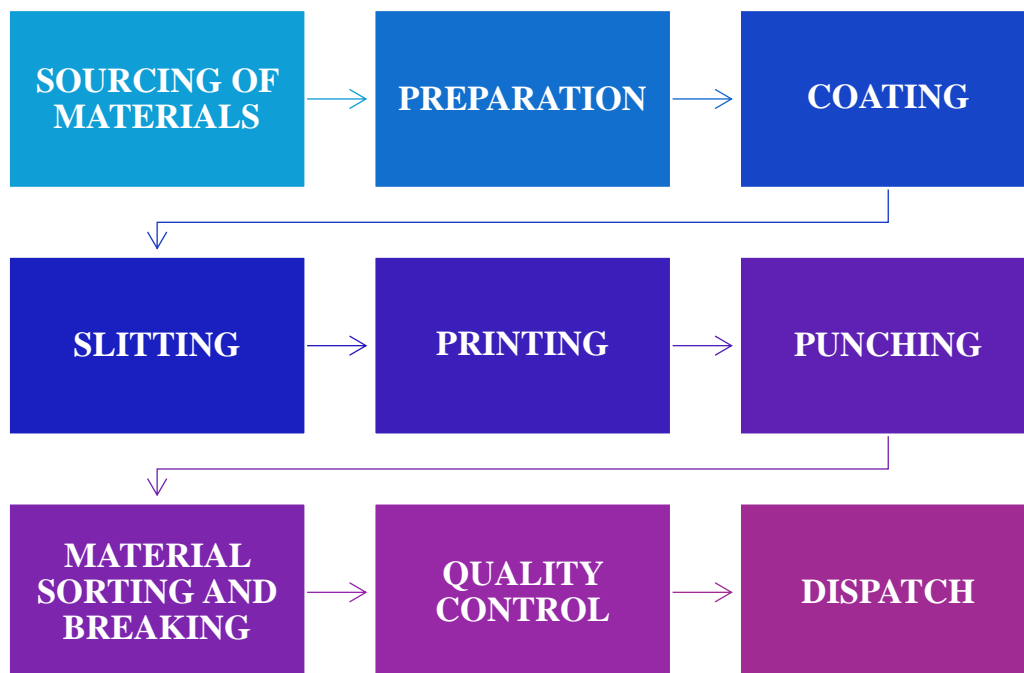 SOURCING OF
MATERIALS
PREPARATION
COATING
SLITTING
PRINTING
PUNCHING
MATERIAL
SORTING AND
BREAKING
QUALITY
CONTROL
DISPATCH